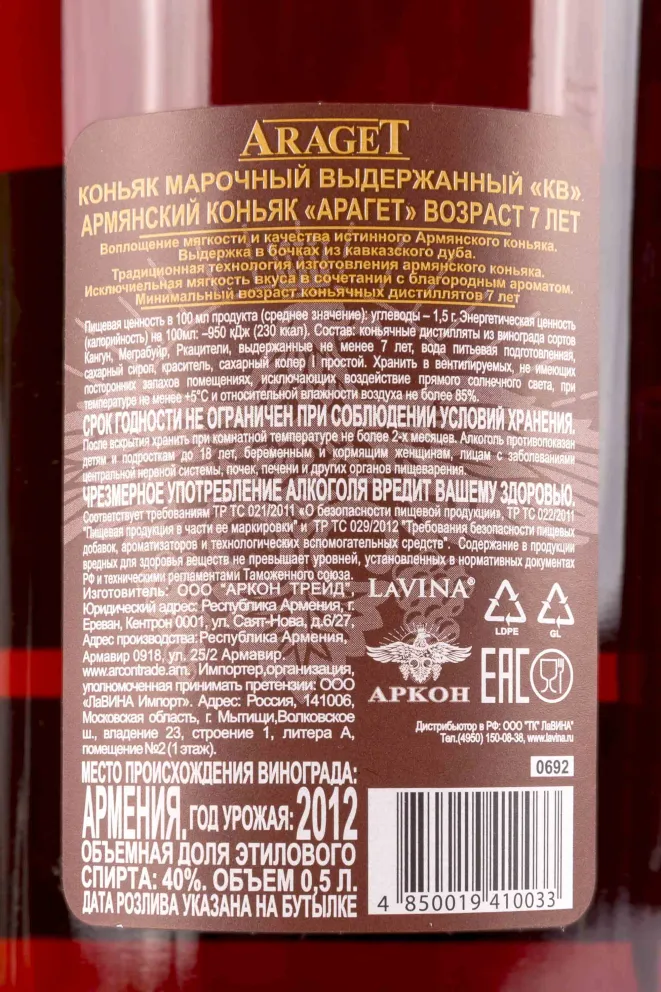 ARAGET
КОНЬЯК МАРОЧНЫЙ ВЫДЕРЖАННЫЙ «КВ».
АРМЯНСКИЙ КОНЬЯК «АРАГЕТ» ВОЗРАСТ 7 ЛЕТ
Воплощение мягкости и качества истинного Армянского коньяка.
Выдержка в бочках из кавказского дуба.
Традиционная технология изготовления армянского коньяка.
Исключиельная мягкость вкуса в сочетании с благородным ароматом.
Минимальный возраст коньячных дистиллятов 7 лет
Пищевая ценность в 100 мл продукта (среднее значение): углеводы – 1,5 г. Энергетическая ценность
(калорийность) на 100мл: –950 кДж (230 ккал). Состав: коньячные дистилляты из винограда сортов
Кангун, Меграбуйр, Ркацители, выдержанные не менее 7 лет, вода питьевая подготовленная,
сахарный сироп, краситель, сахарный колер I простой. Хранить в вентилируемых, не имеющих
посторонних запахов помещениях, исключающих воздействие прямого солнечного света, при
температуре не менее +5°С и относительной влажности воздуха не более 85%.
СРОК ГОДНОСТИ НЕ ОГРАНИЧЕН ПРИ СОБЛЮДЕНИИ УСЛОВИЙ ХРАНЕНИЯ.
После вскрытия хранить при комнатной температуре не более 2-х месяцев. Алкоголь противопоказан
детям и подросткам до 18 лет, беременным и кормящим женщинам, лицам с заболеваниями
центральной нервной системы, почек, печени и других органов пищеварения.
ЧРЕЗМЕРНОЕ УПОТРЕБЛЕНИЕ АЛКОГОЛЯ ВРЕДИТ ВАШЕМУ ЗДОРОВЬЮ.
Соответствует требованиям ТР ТС 021/2011 «О безопасности пищевой продукции», ТР ТС 022/2011
"Пищевая продукция в части ее маркировки" и ТР ТС 029/2012 "Требования безопасности пищевых
добавок, ароматизаторов и технологических вспомогательных средств". Содержание в продукции
вредных для здоровья веществ не превышает уровней, установленных в нормативных документах
РФ и техническими регламентами Таможенного союза.
Изготовитель: ООО "АРКОН ТРЕЙД",
Юридический адрес: Республика Армения, г.
Ереван, Кентрон 0001, ул. Саят-Нова, д.6/27,
Адрес производства: Республика Армения,
Армавир 0918, ул. 25/2 Армавир.
www.arcontrade.am. Импортер,организация,
уполномоченная принимать претензии: ООО
«ЛаВИНА Импорт». Адрес: Россия, 141006,
Московская область, г. Мытищи,Волковское
ш., владение 23, строение 1, литера А,
помещение №2 (1 этаж).
МЕСТО ПРОИСХОЖДЕНИЯ ВИНОГРАДА:
АРМЕНИЯ. ГОД УРОЖАЯ: 2012
ОБЪЕМНАЯ ДОЛЯ ЭТИЛОВОГО
СПИРТА: 40%. ОБЪЕМ 0,5 Л.
ДАТА РОЗЛИВА УКАЗАНА НА БУТЫЛКЕ
LAVINA®
LDPE
GL
АРКОН
EAC
Дистрибьютор в РФ: ООО "ТК" ЛаВИНА"
Тел.(4950) 150-08-38, www.lavina.ru
0692
4 850019 410033